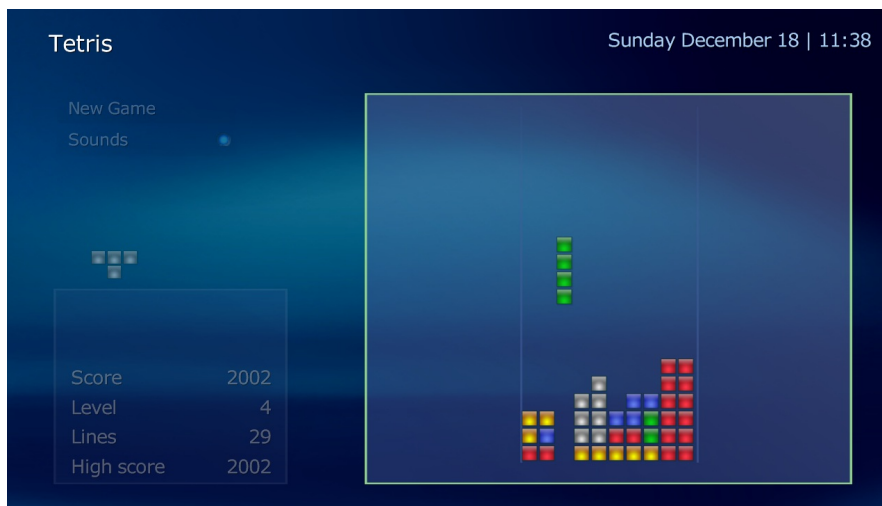 Tetris
Sunday December 18 | 11:38
New Game
Sounds
Score 2002
Level 4
Lines 29
High score 2002